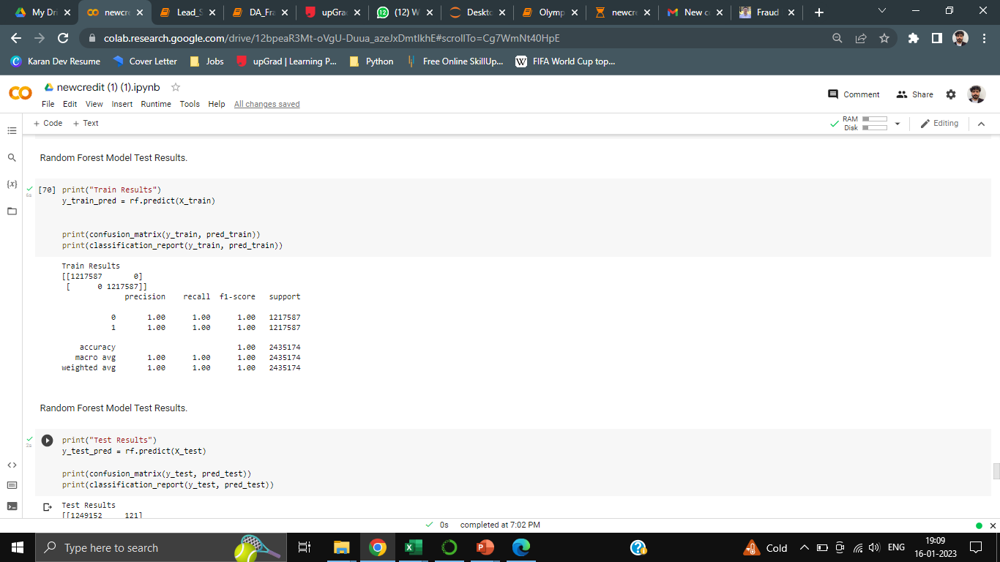 My Dri
newcre
Lead_S
DA_Fra
upGrad
(12) W
Deskto
Olymp
newcre
New c
Fraud
colab.research.google.com/drive/12bpeaR3Mt-oVgU-Duua_azeJxDmtIkhE#scrollTo=Cg7WmNt40HpE
Karan Dev Resume
Cover Letter
Jobs
upGrad | Learning P...
Python
Free Online SkillUp...
FIFA World Cup top...
newcredit (1) (1).ipynb
Comment
Share
File Edit View Insert Runtime Tools Help All changes saved
+ Code + Text
RAM
Disk
Editing
Random Forest Model Test Results.
[70] print("Train Results")
6s
y_train_pred = rf.predict(X_train)
print(confusion_matrix(y_train, pred_train))
print(classification_report(y_train, pred_train))
Train Results
[[1217587 0]
[ 0 1217587]]
precision recall f1-score support
0 1.00 1.00 1.00 1217587
1 1.00 1.00 1.00 1217587
accuracy 1.00 2435174
macro avg 1.00 1.00 1.00 2435174
weighted avg 1.00 1.00 1.00 2435174
Random Forest Model Test Results.
print("Test Results")
2s
y_test_pred = rf.predict(X_test)
print(confusion_matrix(y_test, pred_test))
print(classification_report(y_test, pred_test))
Test Results
[[1249152 121]
0s completed at 7:02 PM
Type here to search
Cold
ENG
19:09
16-01-2023